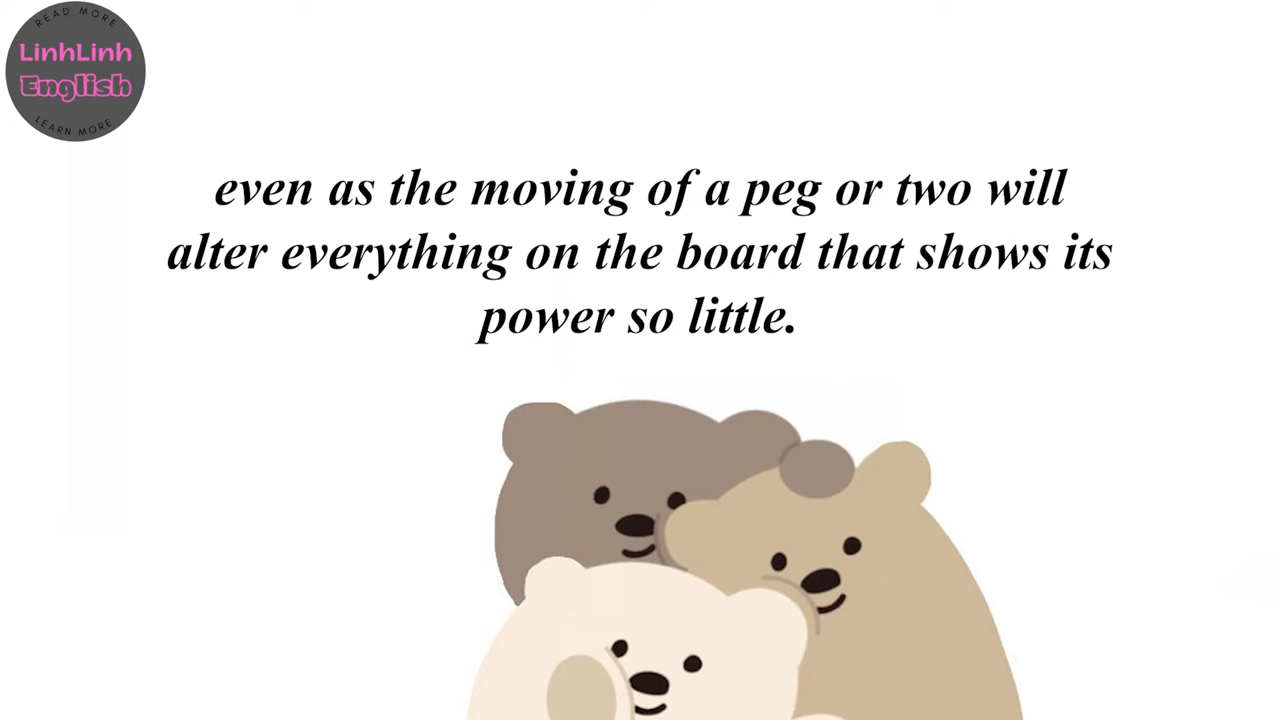 READ MORE
LinhLinh
English
LEARN MORE
even as the moving of a peg or two will
alter everything on the board that shows its
power so little.